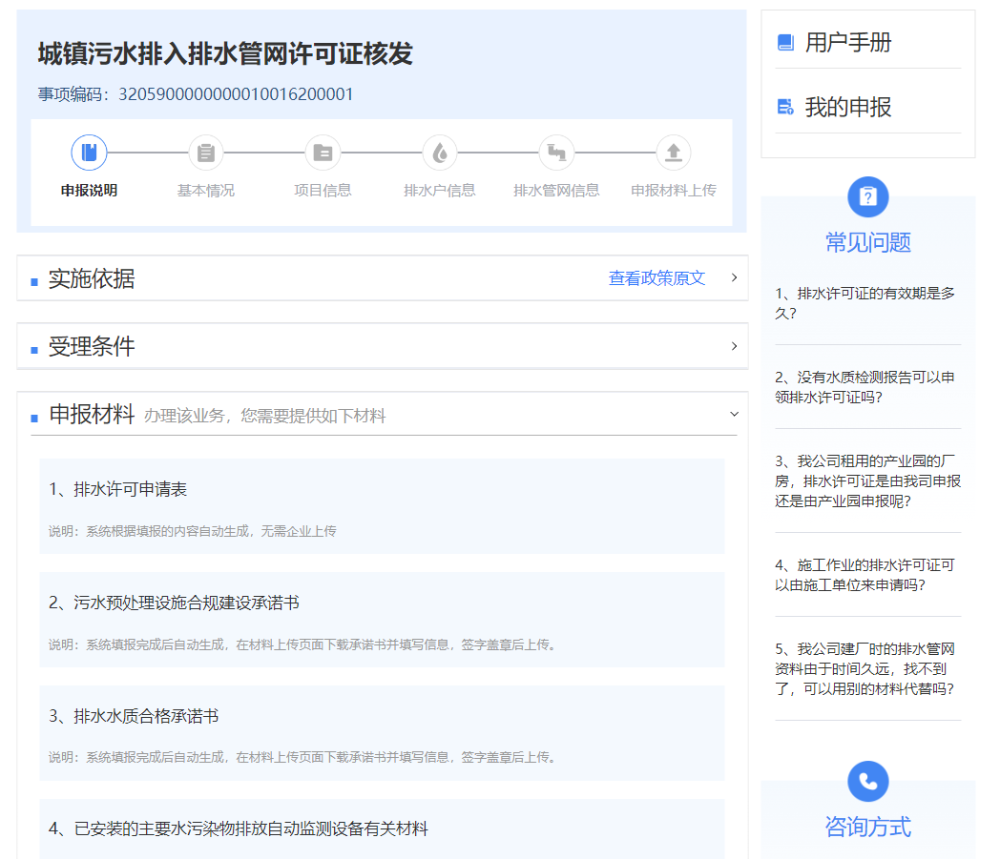 城镇污水排入排水管网许可证核发
事项编码：3205900000000010016200001
申报说明
基本情况
项目信息
排水户信息
排水管网信息
申报材料上传
实施依据
查看政策原文
受理条件
申报材料 办理该业务，您需要提供如下材料
1、排水许可申请表
说明：系统根据填报的内容自动生成，无需企业上传
2、污水预处理设施合规建设承诺书
说明：系统填报完成后自动生成，在材料上传页面下载承诺书并填写信息，签字盖章后上传。
3、排水水质合格承诺书
说明：系统填报完成后自动生成，在材料上传页面下载承诺书并填写信息，签字盖章后上传。
4、已安装的主要水污染物排放自动监测设备有关材料
用户手册
我的申报
常见问题
1、排水许可证的有效期是多
久?
2、没有水质检测报告可以申
领排水许可证吗?
3、我公司租用的产业园的厂
房，排水许可证是由我司申报
还是由产业园申报呢?
4、施工作业的排水许可证可
以由施工单位来申请吗?
5、我公司建厂时的排水管网
资料由于时间久远，找不到
了，可以用别的材料代替吗?
咨询方式